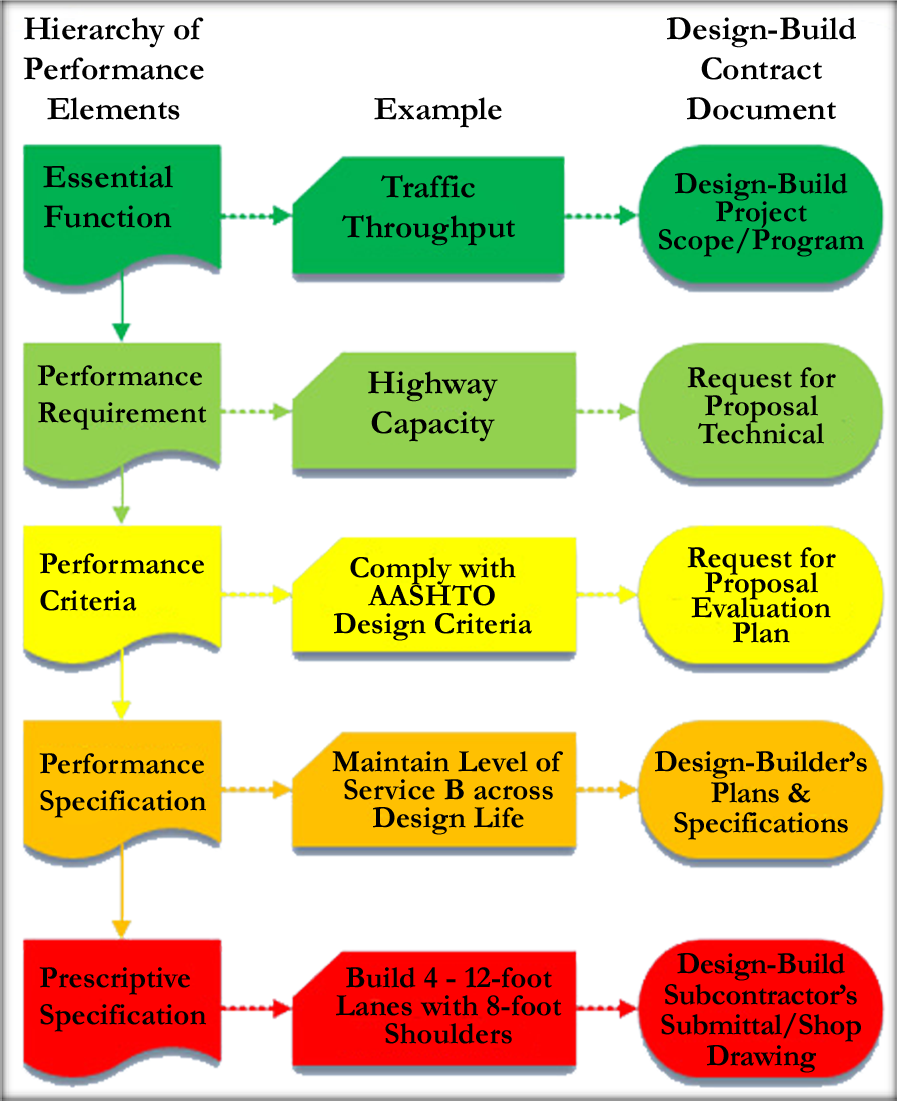 Hierarchy of
Performance
Elements
Example
Design-Build
Contract
Document
Essential
Function
Traffic
Throughput
Design-Build
Project
Scope/Program
Performance
Requirement
Highway
Capacity
Request for
Proposal
Technical
Performance
Criteria
Comply with
AASHTO
Design Criteria
Request for
Proposal
Evaluation
Plan
Performance
Specification
Maintain Level of
Service B across
Design Life
Design-Builder’s
Plans &
Specifications
Prescriptive
Specification
Build 4 - 12-foot
Lanes with 8-foot
Shoulders
Design-Build
Subcontractor’s
Submittal/Shop
Drawing